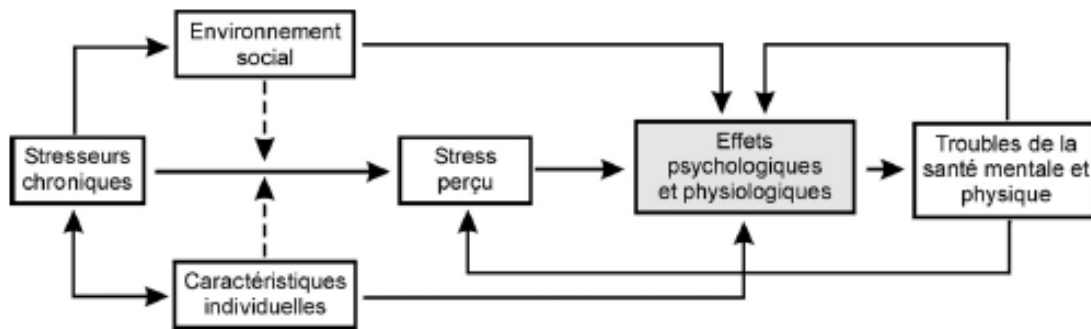 Environnement
social
Stresseurs
chroniques
Stress
perçu
Effets
psychologiques
et physiologiques
Troubles de la
santé mentale et
physique
Caractéristiques
individuelles